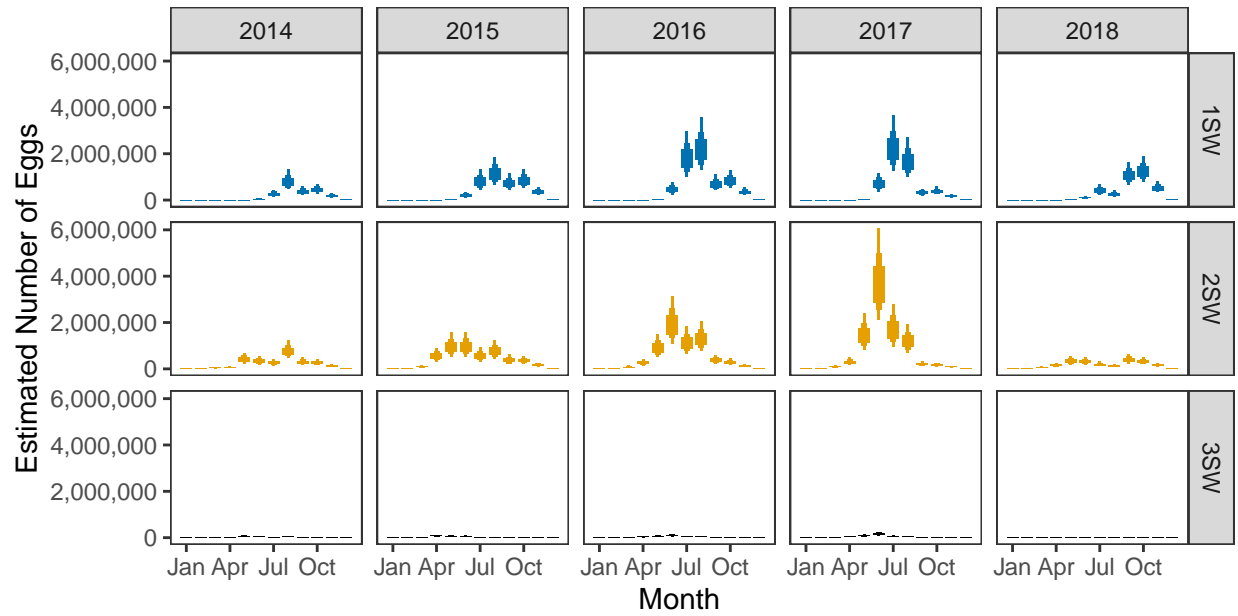 2014 2015 2016 2017 2018
Estimated Number of Eggs
6,000,000
4,000,000
2,000,000
0
1SW
6,000,000
4,000,000
2,000,000
0
2SW
6,000,000
4,000,000
2,000,000
0
3SW
Jan Apr Jul Oct Jan Apr Jul Oct Jan Apr Jul Oct Jan Apr Jul Oct Jan Apr Jul Oct
Month